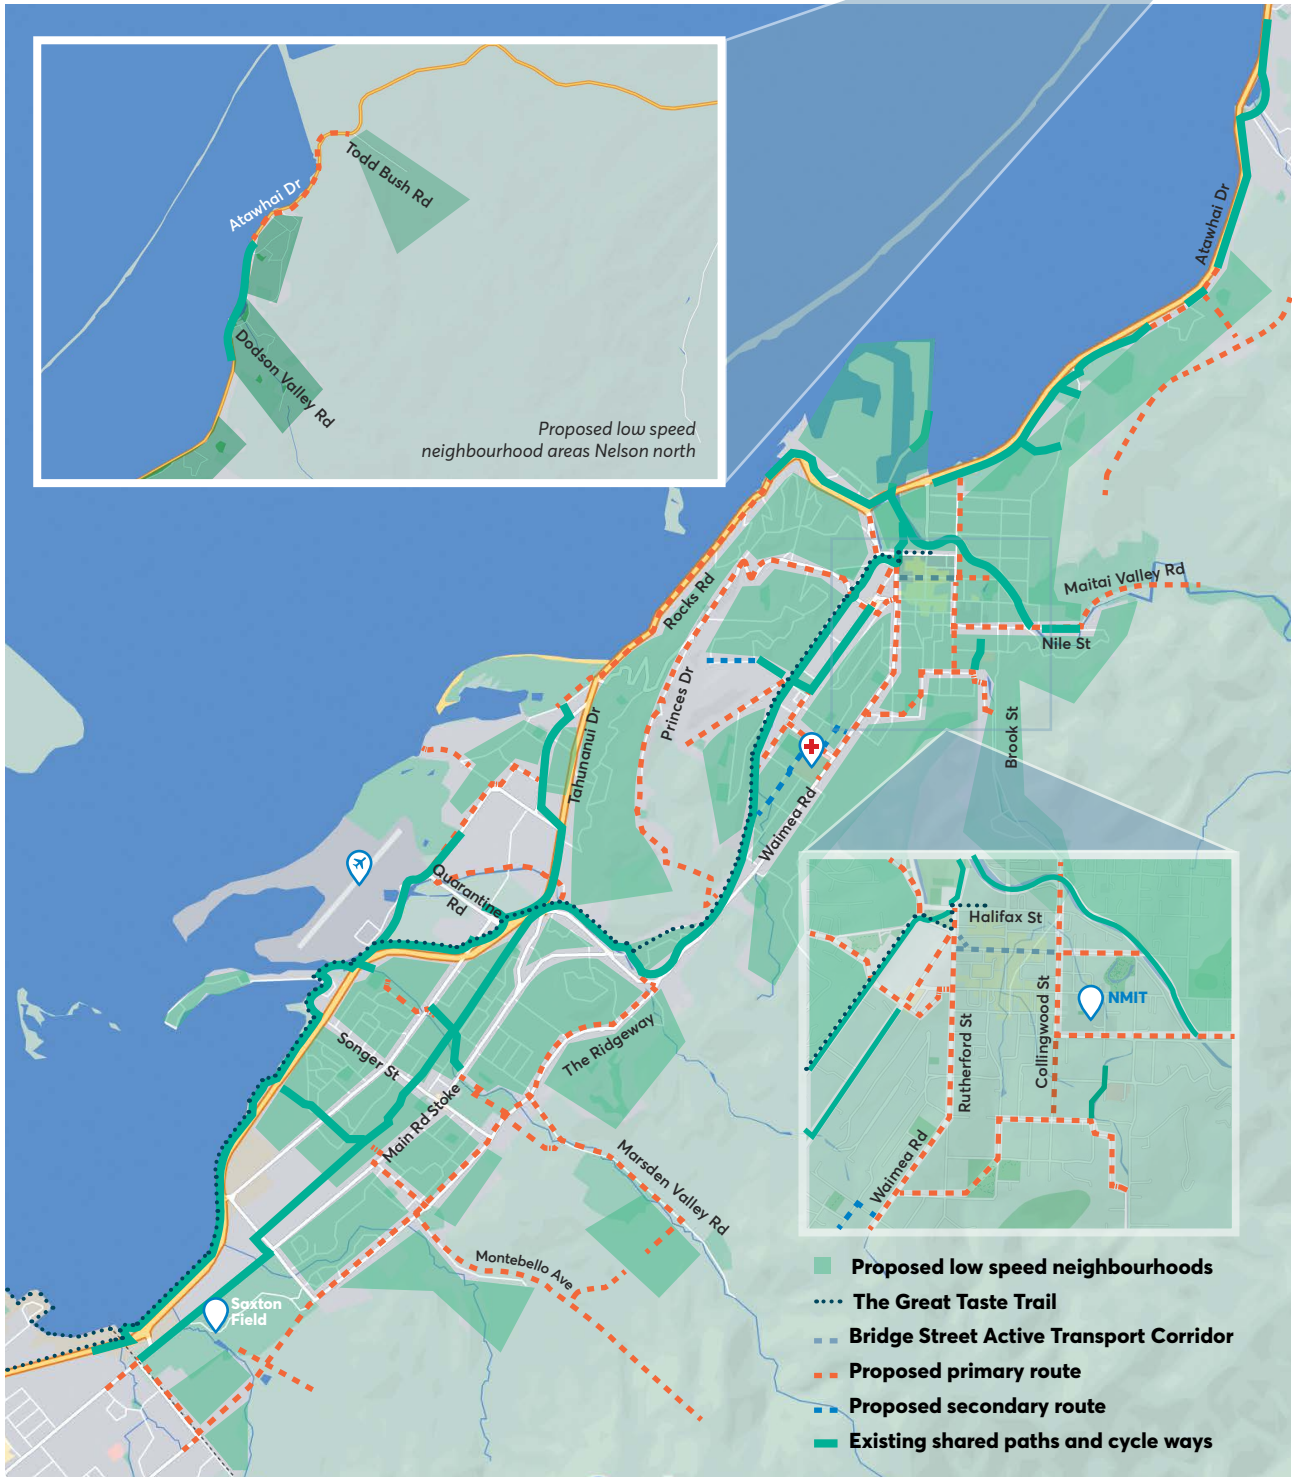 Todd Bush Rd
Atawhai Dr
Dodson Valley Rd
Proposed low speed
neighbourhood areas Nelson north
Atawhai Dr
Rocks Rd
Maitai Valley Rd
Nile St
Princes Dr
Tahunanui Dr
Brook St
Waimea Rd
Quarantine
Rd
Halifax St
NMIT
Collingwood St
Rutherford St
Waimea Rd
The Ridgeway
Songer St
Main Rd Stoke
Marsden Valley Rd
Montebello Ave
Saxton
Field
Proposed low speed neighbourhoods
The Great Taste Trail
Bridge Street Active Transport Corridor
Proposed primary route
Proposed secondary route
Existing shared paths and cycle ways